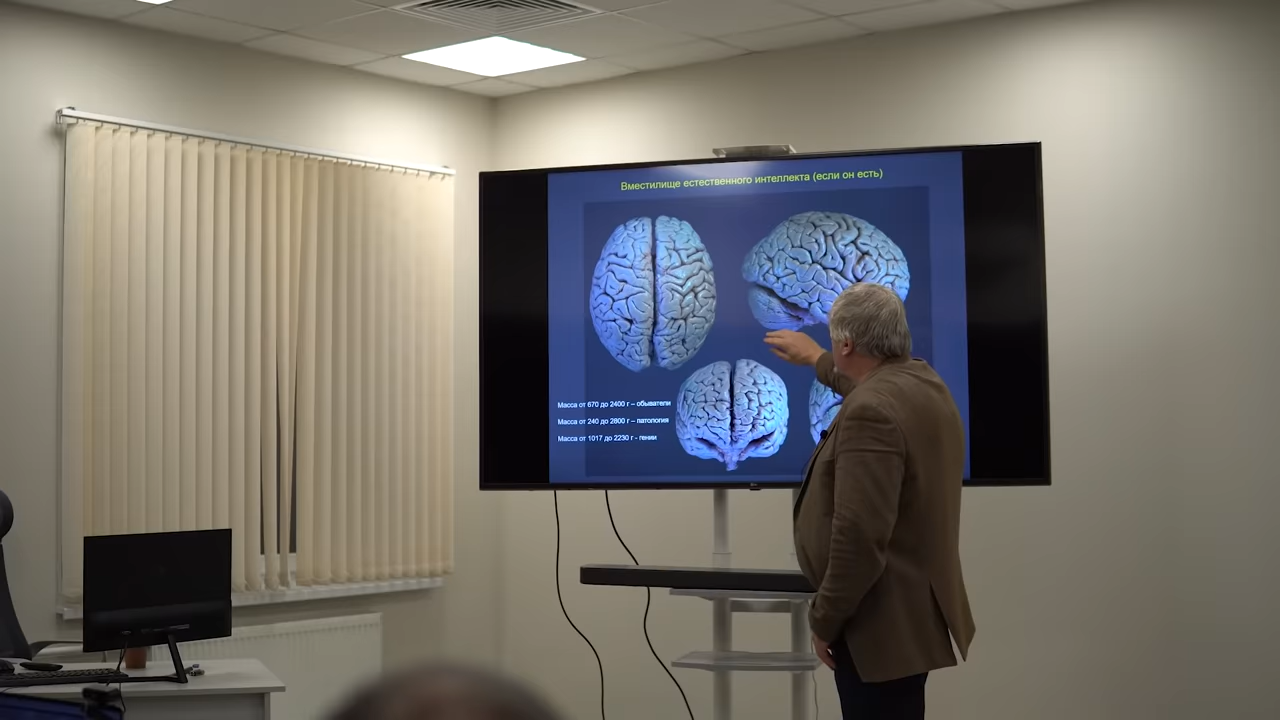 Вместилище естественного интеллекта (если он есть)
Масса от 670 до 2400 г – обыватели
Масса от 240 до 2800 г – патология
Масса от 1017 до 2230 г - гении